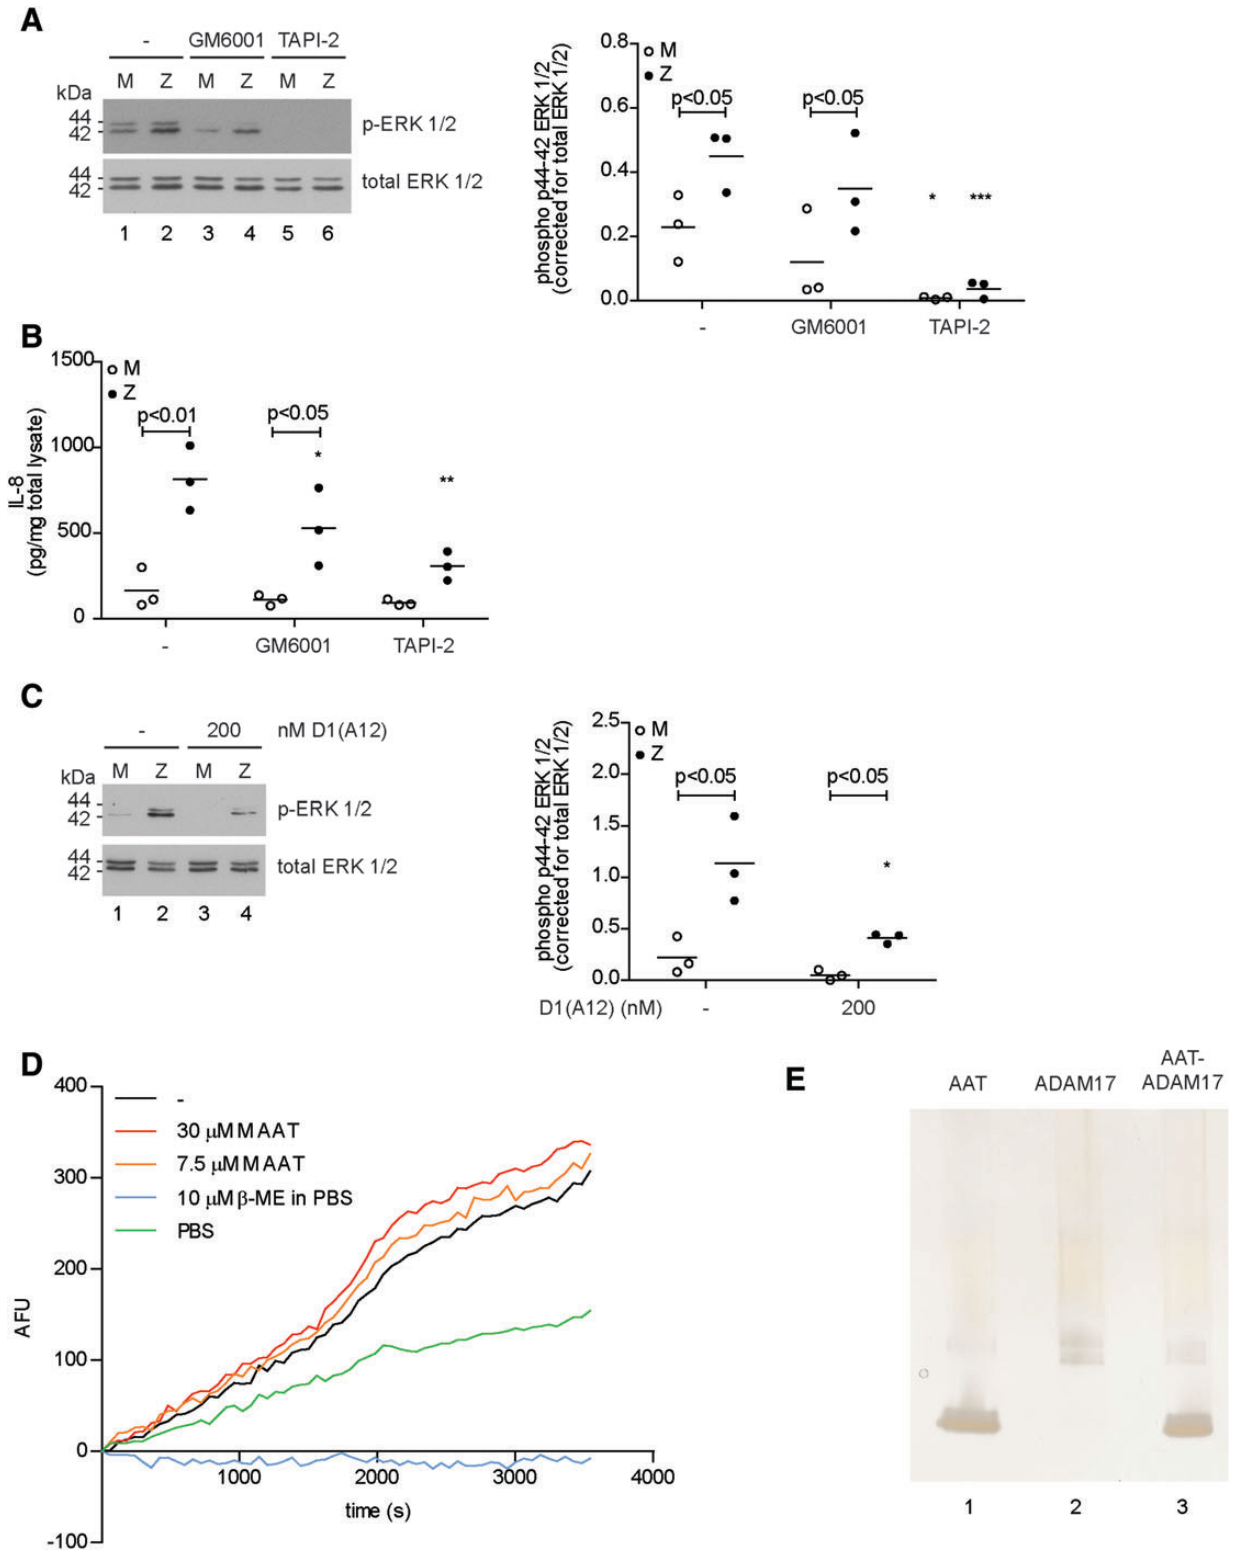 A
- GM6001 TAPI-2
M Z M Z M Z
kDa
44
42
p-ERK 1/2
44
42
total ERK 1/2
1 2 3 4 5 6
phospho p44-42 ERK 1/2
(corrected for total ERK 1/2)
0.8
0.6
0.4
0.2
0.0
M
Z
p<0.05
p<0.05
*
***
- GM6001 TAPI-2
B
IL-8
(pg/mg total lysate)
1500
1000
500
0
M
Z
p<0.01
p<0.05
*
**
- GM6001 TAPI-2
C
- 200 nM D1(A12)
M Z M Z
kDa
44
42
p-ERK 1/2
44
42
total ERK 1/2
1 2 3 4
phospho p44-42 ERK 1/2
(corrected for total ERK 1/2)
2.5
2.0
1.5
1.0
0.5
0.0
M
Z
p<0.05
p<0.05
*
D1(A12) (nM) - 200
D
AFU
400
300
200
100
0
-100
-
30 μM M AAT
7.5 μM M AAT
10 μM β-ME in PBS
PBS
1000 2000 3000 4000
time (s)
E
AAT ADAM17 AAT-
ADAM17
1 2 3